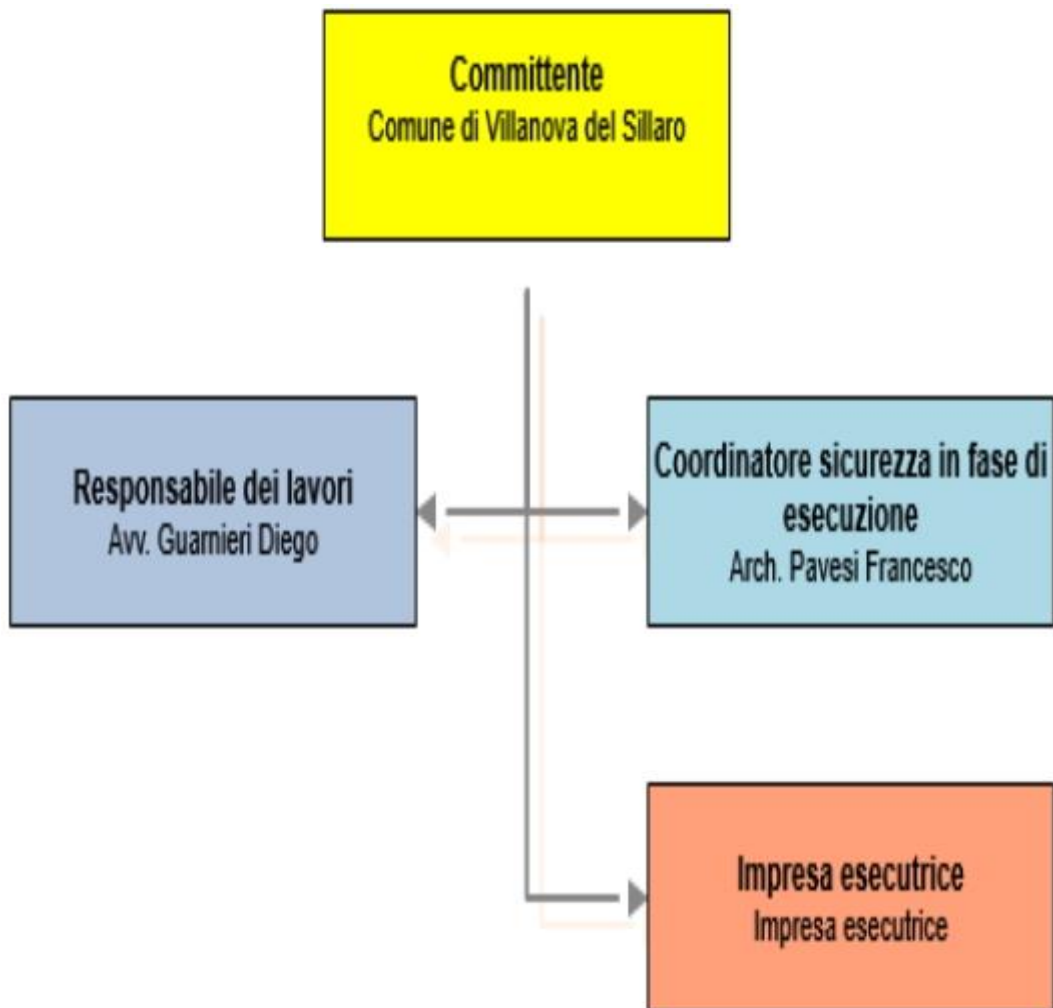 Committente
Comune di Villanova del Sillaro
Responsabile dei lavori
Avv. Guarnieri Diego
Coordinatore sicurezza in fase di
esecuzione
Arch. Pavesi Francesco
Impresa esecutrice
Impresa esecutrice